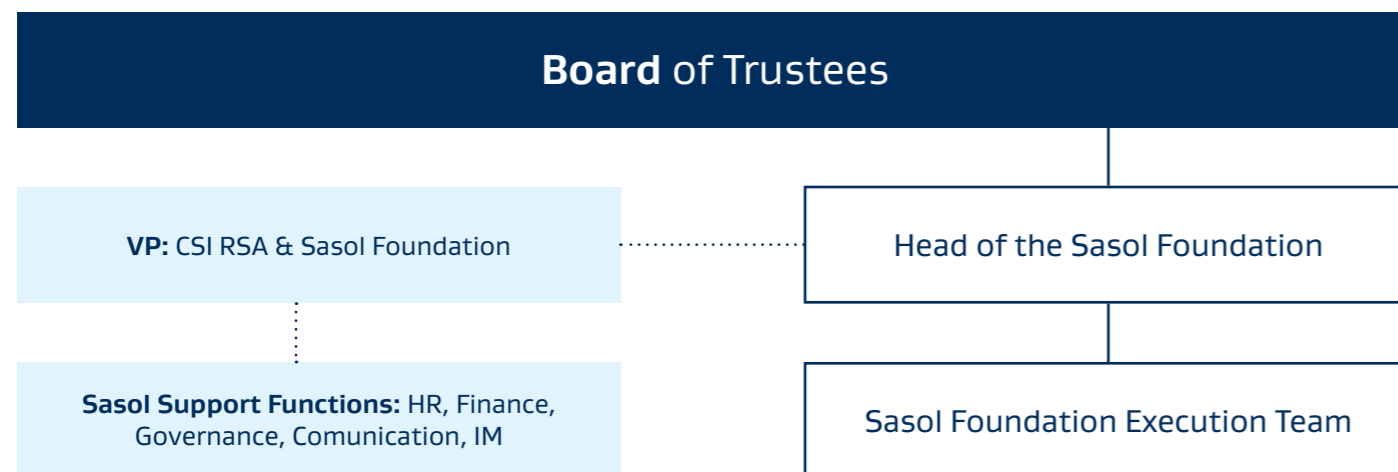 Board of Trustees
VP: CSI RSA & Sasol Foundation
Head of the Sasol Foundation
Sasol Support Functions: HR, Finance,
Governance, Comunication, IM
Sasol Foundation Execution Team